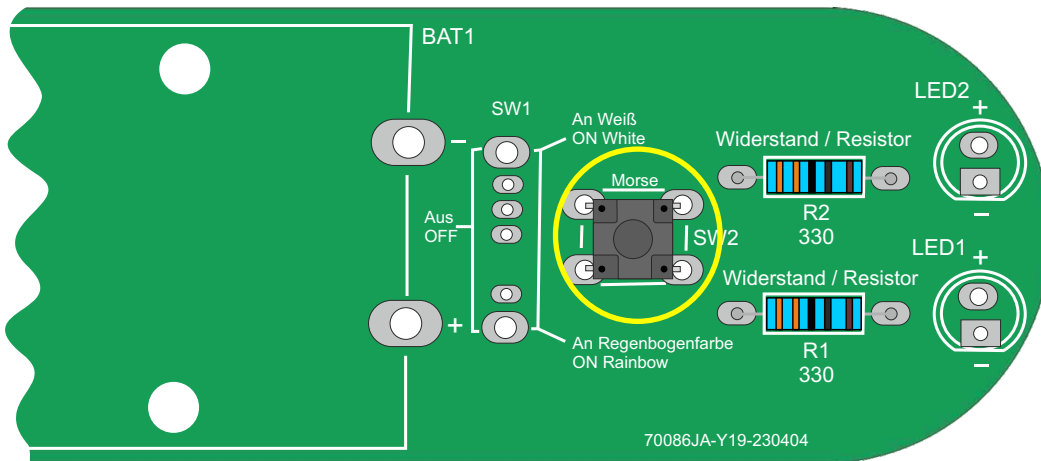 BAT1
-
+
SW1
An Weiß
ON White
Aus
OFF
An Regenbogenfarbe
ON Rainbow
Morse
SW2
Widerstand / Resistor
R2
330
Widerstand / Resistor
R1
330
LED2
+
-
LED1
+
-
70086JA-Y19-230404